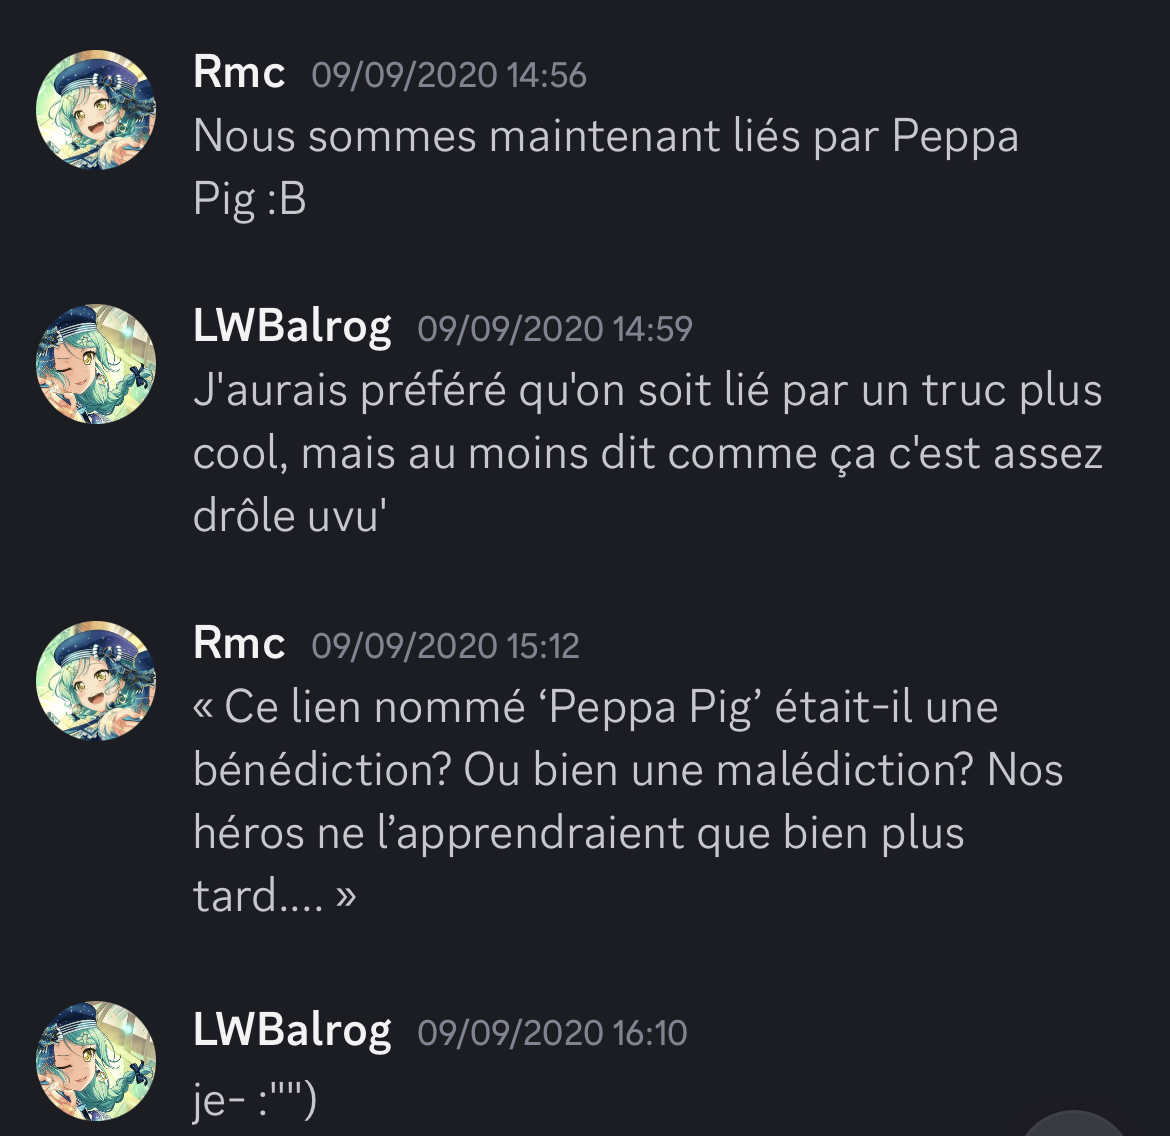 Rmc 09/09/2020 14:56
Nous sommes maintenant liés par Peppa
Pig :B
LWBalrog 09/09/2020 14:59
J'aurais préféré qu'on soit lié par un truc plus
cool, mais au moins dit comme ça c'est assez
drôle uvu'
Rmc 09/09/2020 15:12
« Ce lien nommé ‘Peppa Pig’ était-il une
bénédiction? Ou bien une malédiction? Nos
héros ne l’apprendraient que bien plus
tard.... »
LWBalrog 09/09/2020 16:10
je- :"")